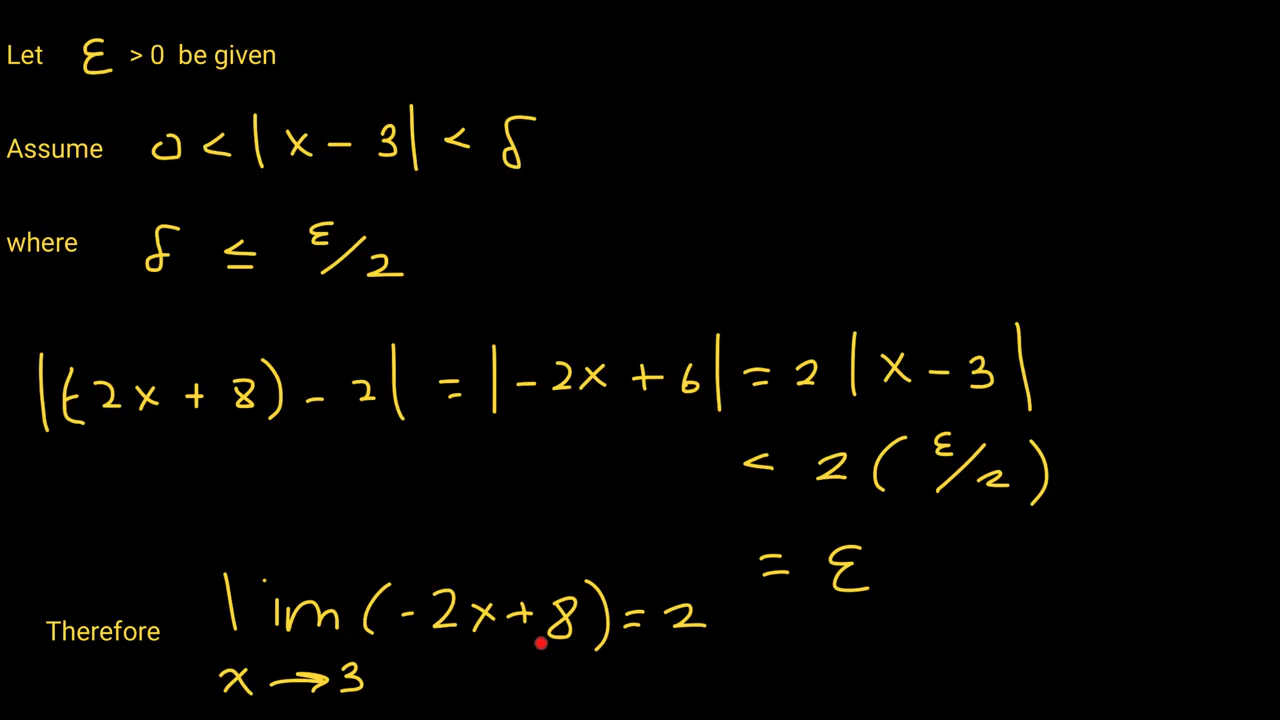 Let ε > 0 be given
Assume 0 < | x - 3 | < δ
where δ ≤ ε/2
|(-2x + 8) - 2| = |-2x + 6| = 2 |x - 3|
< 2 (ε/2)
= ε
Therefore lim (-2x+8) = 2
x → 3